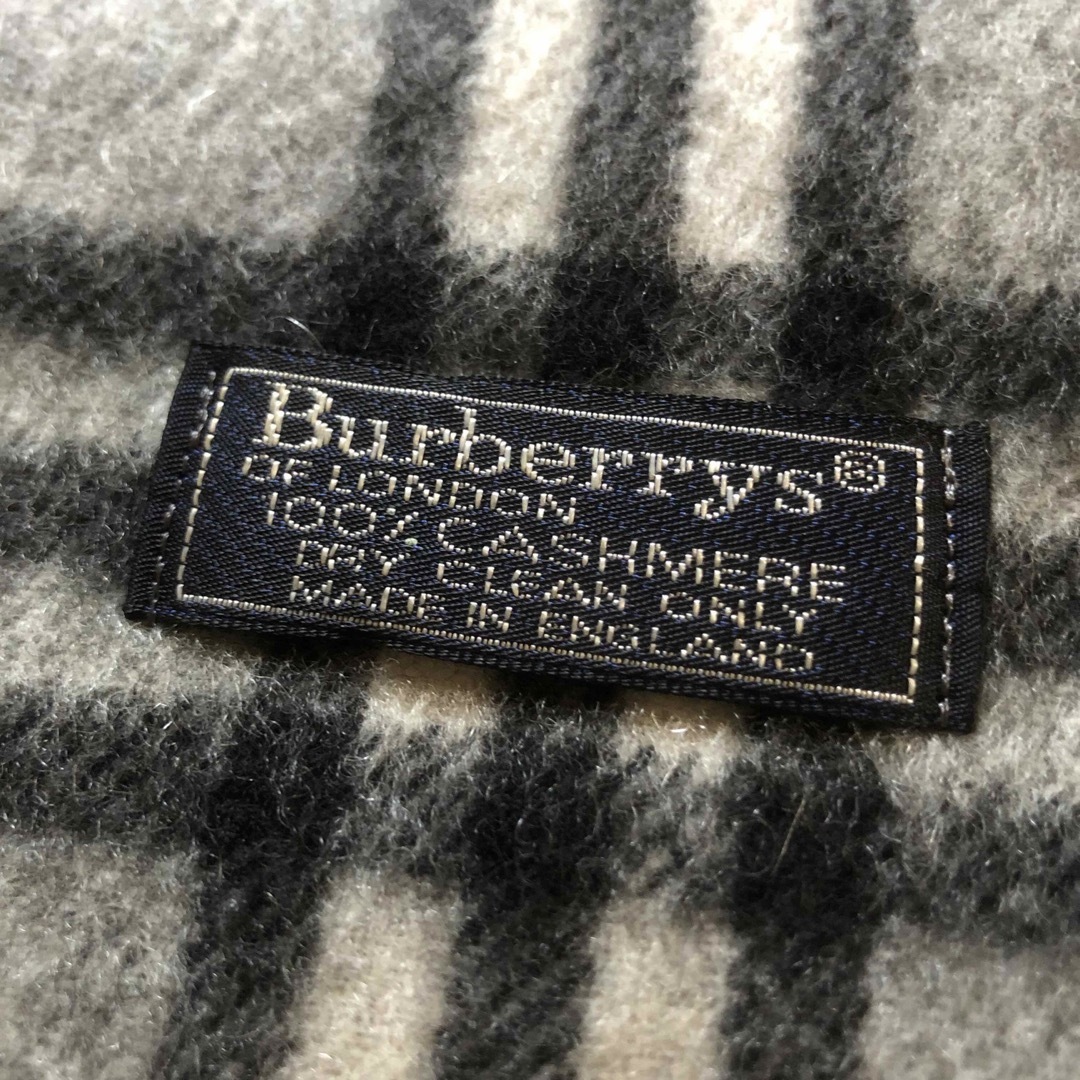 Burberrys®
OF LONDON
100% CASHMERE
DRY CLEAN ONLY
MADE IN ENGLAND